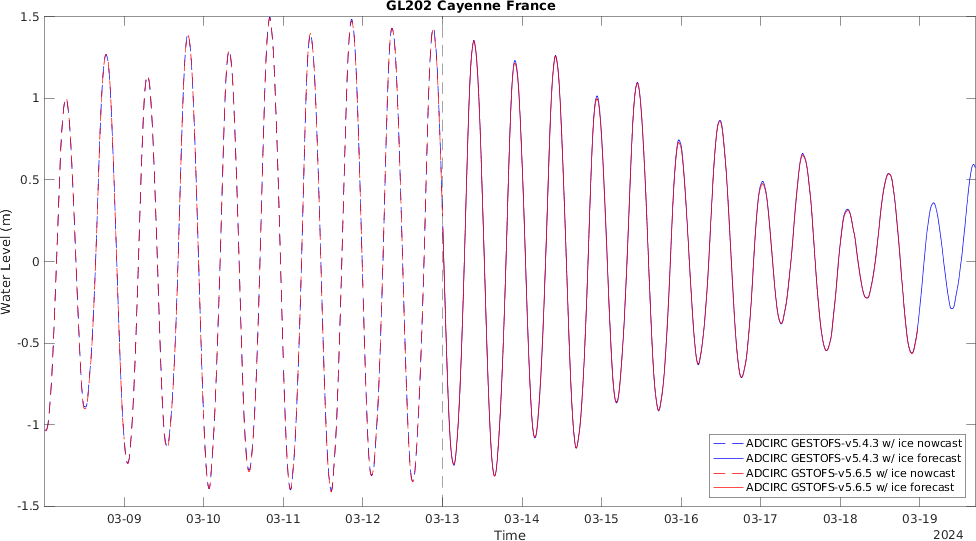 GL202 Cayenne France
1.5
1
0.5
0
-0.5
-1
-1.5
Water Level (m)
ADCIRC GESTOFS-v5.4.3 w/ ice nowcast
ADCIRC GESTOFS-v5.4.3 w/ ice forecast
ADCIRC GSTOFS-v5.6.5 w/ ice nowcast
ADCIRC GSTOFS-v5.6.5 w/ ice forecast
03-09 03-10 03-11 03-12 03-13 03-14 03-15 03-16 03-17 03-18 03-19
Time
2024